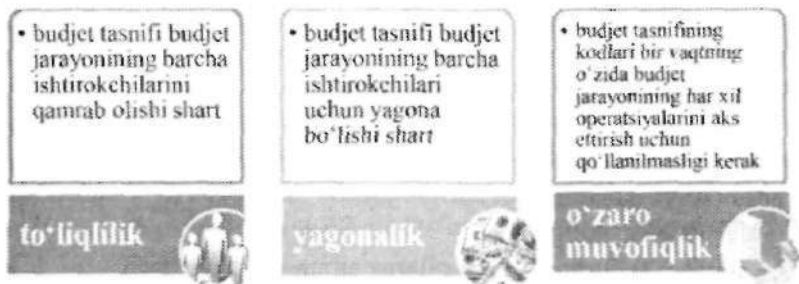 • budjet tasnifi budjet
jarayonining barcha
ishtirokchilarini
qamrab olishi shart
to‘liqlilik
• budjet tasnifi budjet
jarayonining barcha
ishtirokchilari
uchun yagona
bo‘lishi shart
yagonalik
• budjet tasnifining
kodlari bir vaqtning
o‘zida budjet
jarayonining har xil
operatsiyalarini aks
ettirish uchun
qo‘llanilmasligi kerak
o‘zaro
muvofiqlik